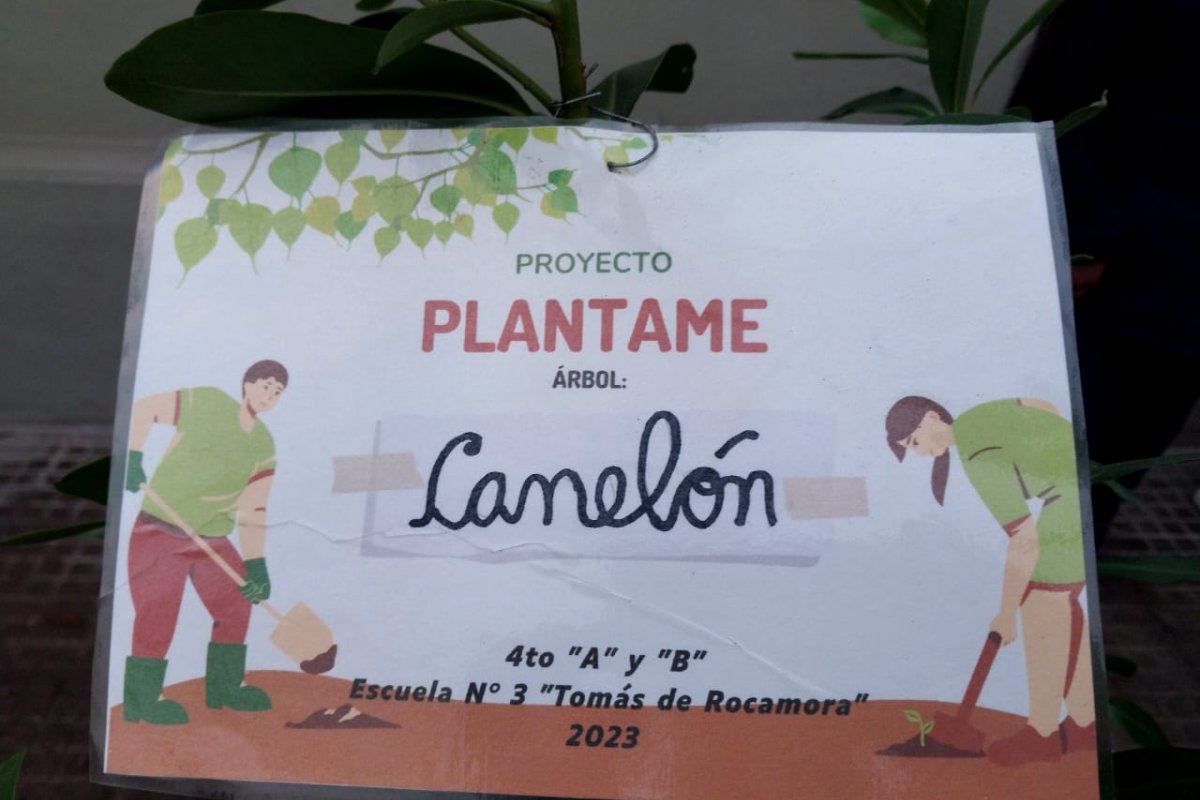 PROYECTO
PLANTAME
ÁRBOL:
Canelón
4to "A" y "B"
Escuela N° 3 "Tomás de Rocamora"
2023